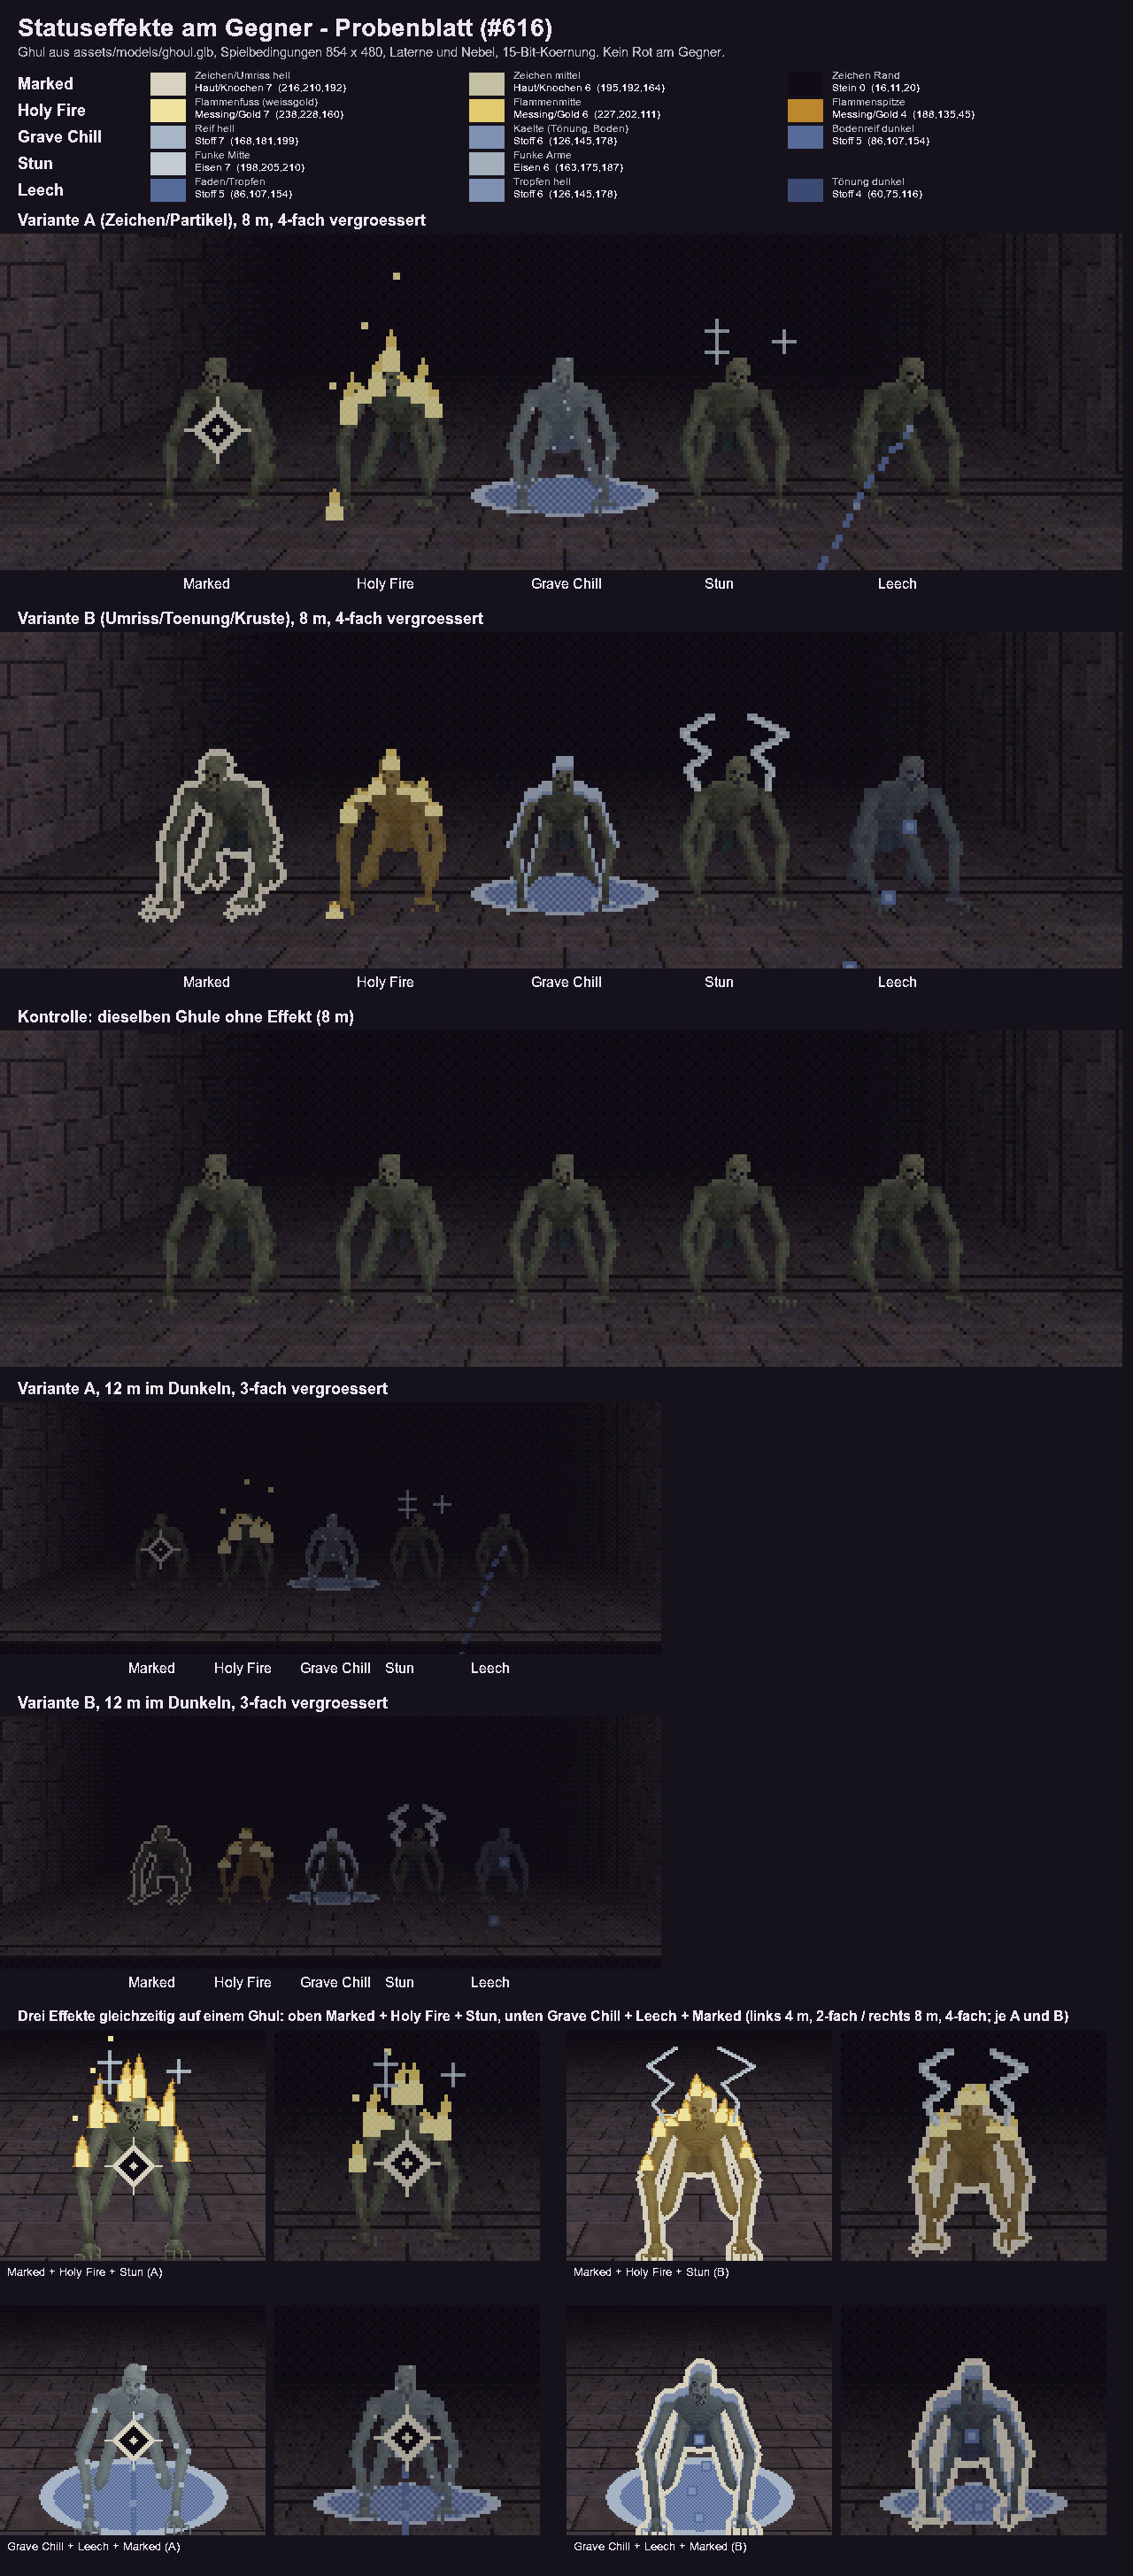 Statuseffekte am Gegner - Probenblatt (#616)
Ghul aus assets/models/ghoul.glb, Spielbedingungen 854 x 480, Laterne und Nebel, 15-Bit-Koernung. Kein Rot am Gegner.
Marked
Zeichen/Umriss hell
Haut/Knochen 7 (216,210,192)
Zeichen mittel
Haut/Knochen 6 (195,192,164)
Zeichen Rand
Stein 0 (16,11,20)
Holy Fire
Flammenfuss (weissgold)
Messing/Gold 7 (238,228,160)
Flammenmitte
Messing/Gold 6 (227,202,111)
Flammenspitze
Messing/Gold 4 (188,135,45)
Grave Chill
Reif hell
Stoff 7 (168,181,199)
Kaelte (Tönung, Boden)
Stoff 6 (126,145,178)
Bodenreif dunkel
Stoff 5 (86,107,154)
Stun
Funke Mitte
Eisen 7 (198,205,210)
Funke Arme
Eisen 6 (163,175,187)
Leech
Faden/Tropfen
Stoff 5 (86,107,154)
Tropfen hell
Stoff 6 (126,145,178)
Tönung dunkel
Stoff 4 (60,75,116)
Variante A (Zeichen/Partikel), 8 m, 4-fach vergroessert
Marked Holy Fire Grave Chill Stun Leech
Variante B (Umriss/Toenung/Kruste), 8 m, 4-fach vergroessert
Marked Holy Fire Grave Chill Stun Leech
Kontrolle: dieselben Ghule ohne Effekt (8 m)
Variante A, 12 m im Dunkeln, 3-fach vergroessert
Marked Holy Fire Grave Chill Stun Leech
Variante B, 12 m im Dunkeln, 3-fach vergroessert
Marked Holy Fire Grave Chill Stun Leech
Drei Effekte gleichzeitig auf einem Ghul: oben Marked + Holy Fire + Stun, unten Grave Chill + Leech + Marked (links 4 m, 2-fach / rechts 8 m, 4-fach; je A und B)
Marked + Holy Fire + Stun (A)
Marked + Holy Fire + Stun (B)
Grave Chill + Leech + Marked (A)
Grave Chill + Leech + Marked (B)